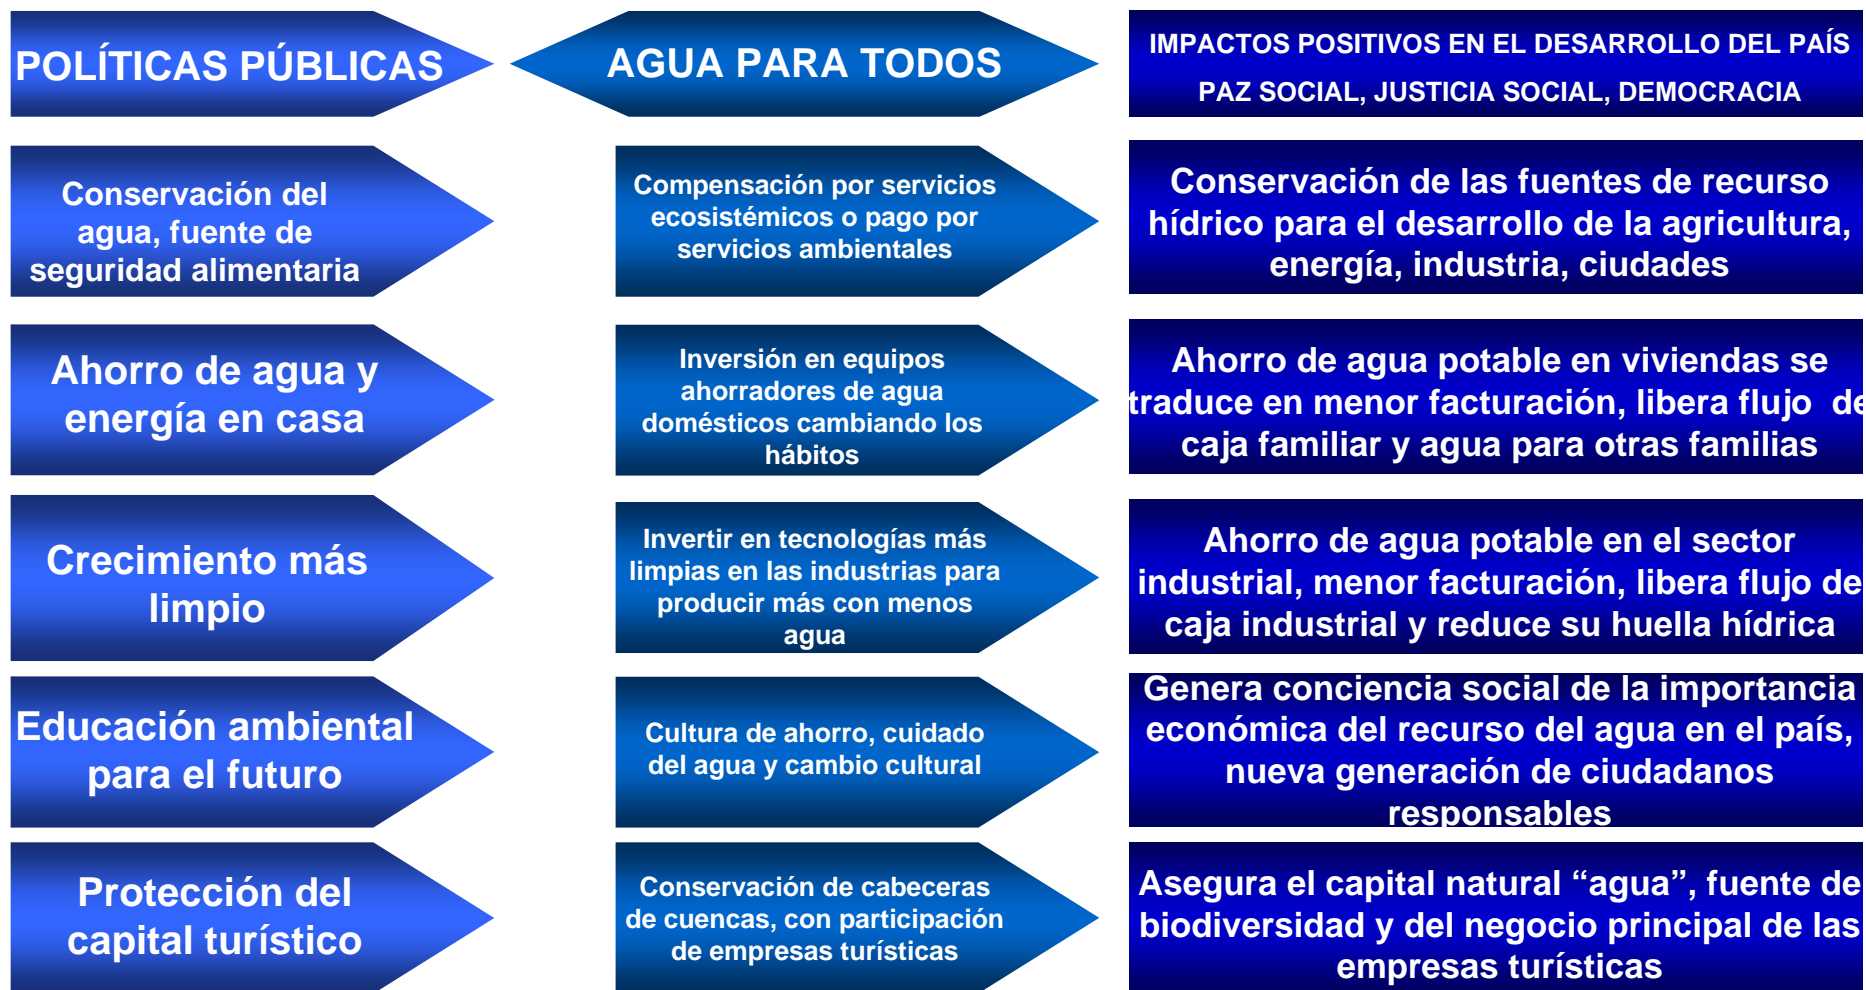 POLÍTICAS PÚBLICAS
AGUA PARA TODOS
IMPACTOS POSITIVOS EN EL DESARROLLO DEL PAÍS
PAZ SOCIAL, JUSTICIA SOCIAL, DEMOCRACIA
Conservación del
agua, fuente de
seguridad alimentaria
Compensación por servicios
ecosistémicos o pago por
servicios ambientales
Conservación de las fuentes de recurso
hídrico para el desarrollo de la agricultura,
energía, industria, ciudades
Ahorro de agua y
energía en casa
Inversión en equipos
ahorradores de agua
domésticos cambiando los
hábitos
Ahorro de agua potable en viviendas se
traduce en menor facturación, libera flujo de
caja familiar y agua para otras familias
Crecimiento más
limpio
Invertir en tecnologías más
limpias en las industrias para
producir más con menos
agua
Ahorro de agua potable en el sector
industrial, menor facturación, libera flujo de
caja industrial y reduce su huella hídrica
Educación ambiental
para el futuro
Cultura de ahorro, cuidado
del agua y cambio cultural
Genera conciencia social de la importancia
económica del recurso del agua en el país,
nueva generación de ciudadanos
responsables
Protección del
capital turístico
Conservación de cabeceras
de cuencas, con participación
de empresas turísticas
Asegura el capital natural “agua”, fuente de
biodiversidad y del negocio principal de las
empresas turísticas